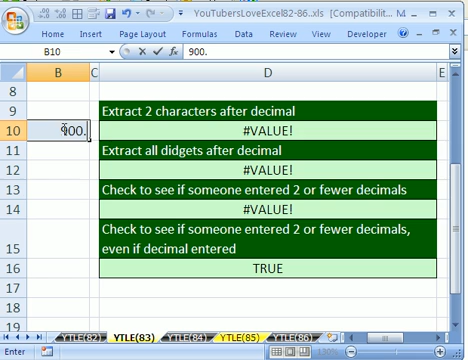 YouTubersLoveExcel82-86..xls [Compatibilit...
Home Insert Page Layout Formulas Data Review View Developer
B10 900.
B C D E
8
9 Extract 2 characters after decimal
10 900. #VALUE!
11 Extract all didgets after decimal
12 #VALUE!
13 Check to see if someone entered 2 or fewer decimals
14 #VALUE!
Check to see if someone entered 2 or fewer decimals,
15 even if decimal entered
16 TRUE
17
18
19
YTLE(82) YTLE(83) YTLE(84) YTLE(85) YTLE(86)
Enter 130%